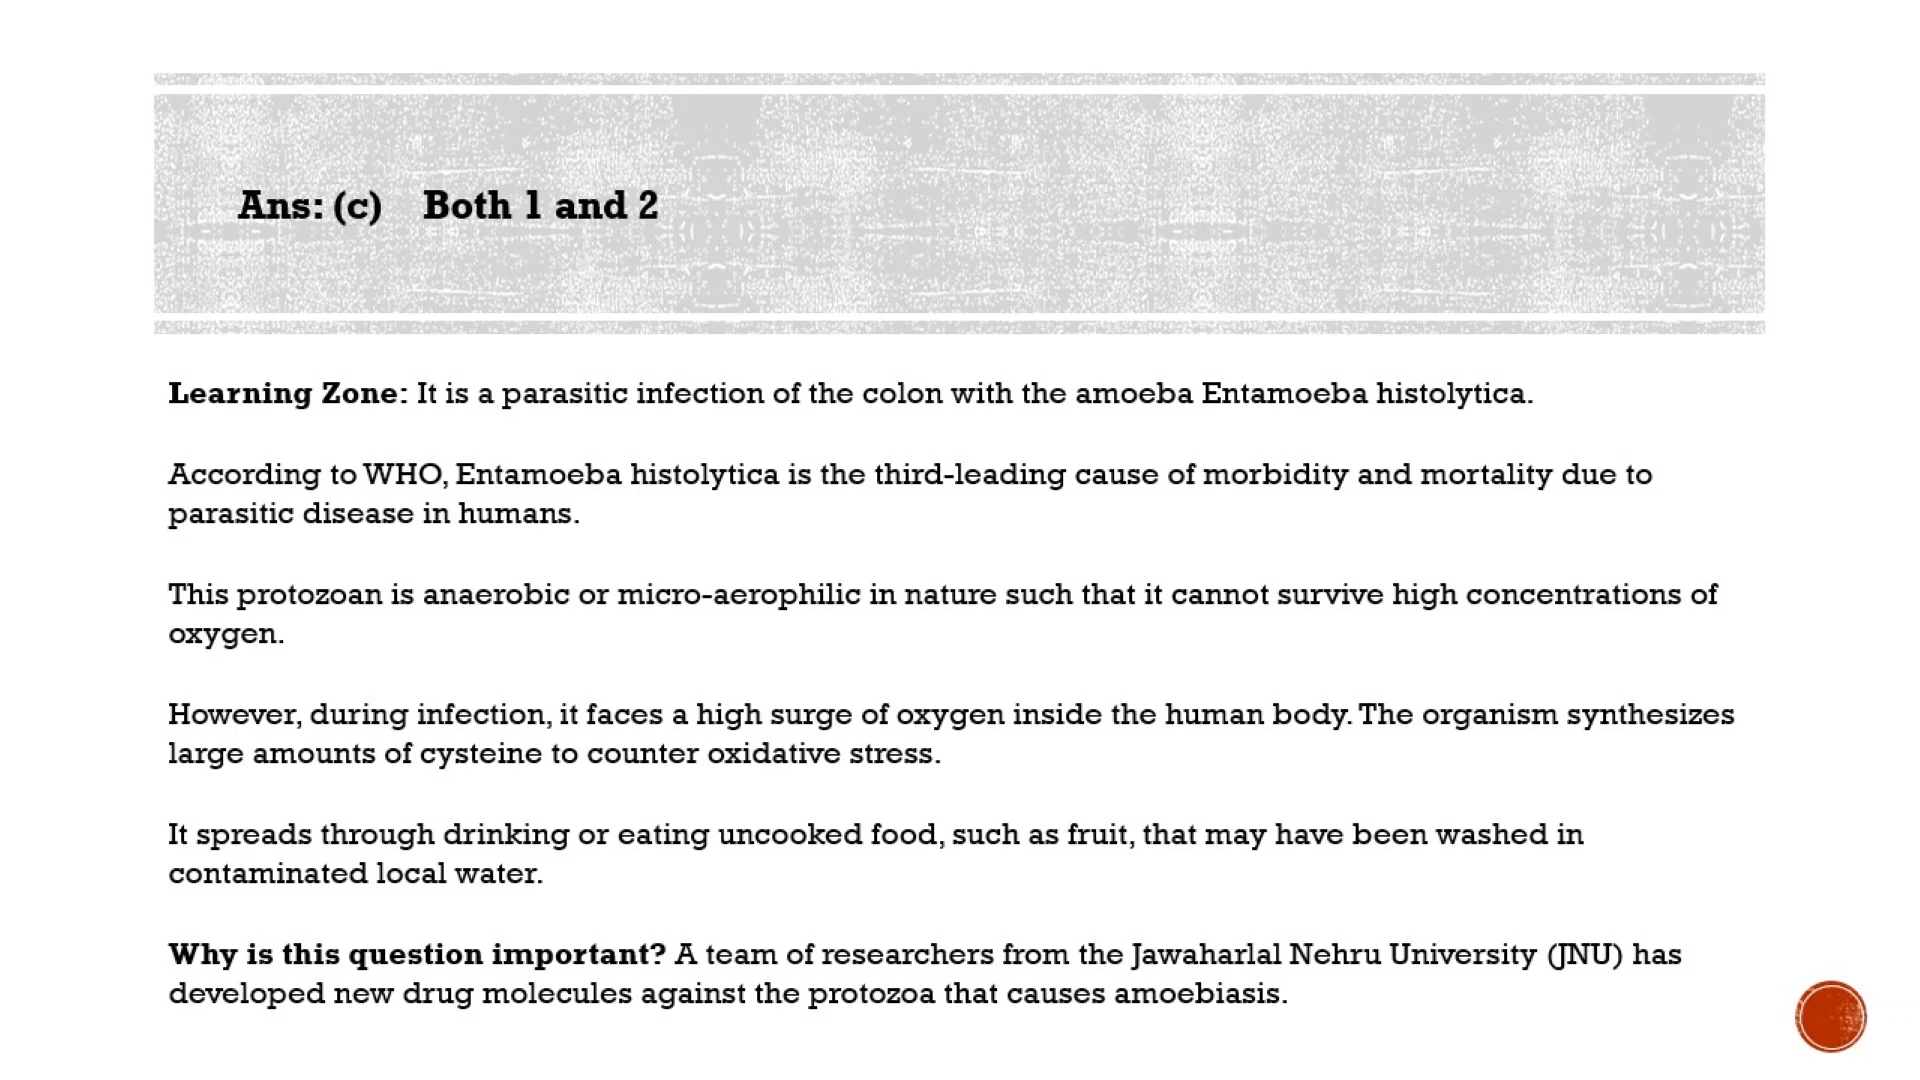 Ans: (c) Both 1 and 2
Learning Zone: It is a parasitic infection of the colon with the amoeba Entamoeba histolytica.
According to WHO, Entamoeba histolytica is the third-leading cause of morbidity and mortality due to
parasitic disease in humans.
This protozoan is anaerobic or micro-aerophilic in nature such that it cannot survive high concentrations of
oxygen.
However, during infection, it faces a high surge of oxygen inside the human body. The organism synthesizes
large amounts of cysteine to counter oxidative stress.
It spreads through drinking or eating uncooked food, such as fruit, that may have been washed in
contaminated local water.
Why is this question important? A team of researchers from the Jawaharlal Nehru University (JNU) has
developed new drug molecules against the protozoa that causes amoebiasis.